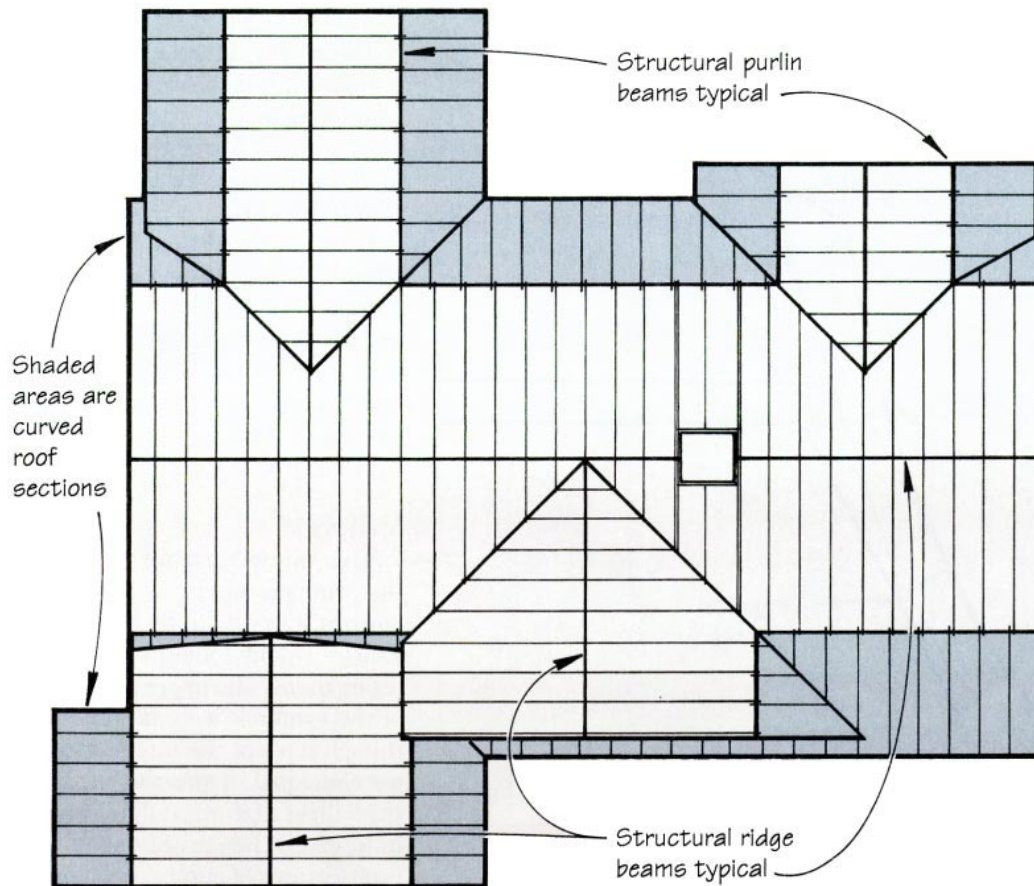 Structural purlin
beams typical
Shaded
areas are
curved
roof
sections
Structural ridge
beams typical